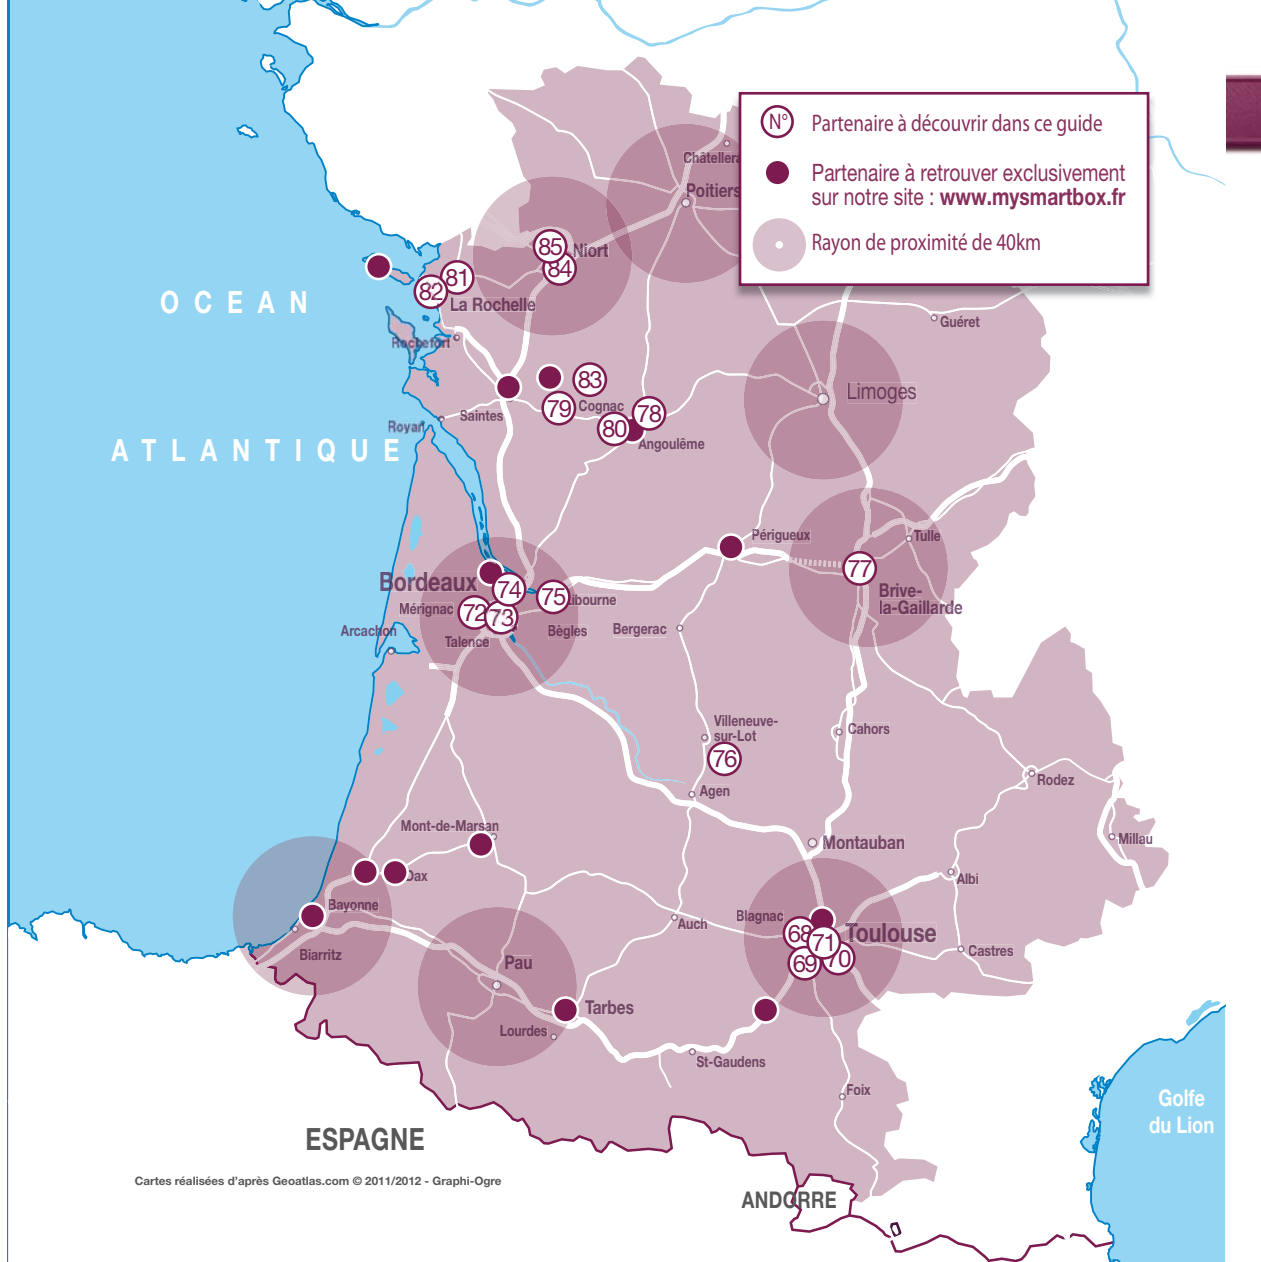 N° Partenaire à découvrir dans ce guide
Partenaire à retrouver exclusivement
sur notre site : www.mysmartbox.fr
Rayon de proximité de 40km
Poitiers
85
Niort
84
81
82
La Rochelle
OCEAN
Guéret
Rochefort
83
Limoges
79
Cognac
78
Saintes
Royan
80
Angoulême
ATLANTIQUE
Périgueux
Tulle
77
Bordeaux
74
75
Brive-
la-Gaillarde
Mérignac
72
73
Talence
Bègles
Bergerac
Arcachon
Villeneuve-
sur-Lot
Cahors
76
Rodez
Agen
Mont-de-Marsan
Montauban
Millau
Dax
Albi
Bayonne
Blagnac
Auch
68
71
Toulouse
69
70
Castres
Biarritz
Pau
Tarbes
Lourdes
St-Gaudens
Foix
Golfe
du Lion
ESPAGNE
Cartes réalisées d'après Geoatlas.com © 2011/2012 - Graphi-Ogre
ANDORRE